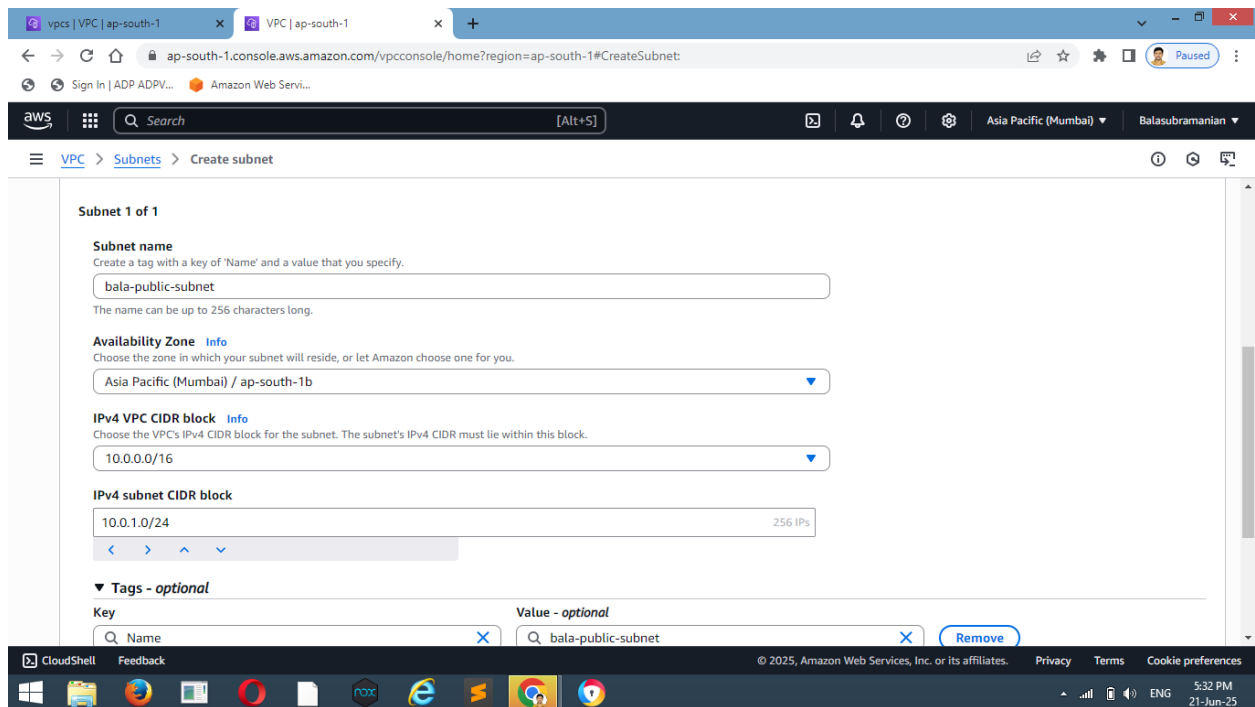 vpcs | VPC | ap-south-1
VPC | ap-south-1
ap-south-1.console.aws.amazon.com/vpcconsole/home?region=ap-south-1#CreateSubnet:
Paused
Sign In | ADP ADPV...
Amazon Web Servi...
aws
Search
[Alt+S]
Asia Pacific (Mumbai)
Balasubramanian
VPC > Subnets > Create subnet
Subnet 1 of 1
Subnet name
Create a tag with a key of 'Name' and a value that you specify.
bala-public-subnet
The name can be up to 256 characters long.
Availability Zone Info
Choose the zone in which your subnet will reside, or let Amazon choose one for you.
Asia Pacific (Mumbai) / ap-south-1b
IPv4 VPC CIDR block Info
Choose the VPC's IPv4 CIDR block for the subnet. The subnet's IPv4 CIDR must lie within this block.
10.0.0.0/16
IPv4 subnet CIDR block
10.0.1.0/24
256 IPs
Tags - optional
Key
Value - optional
Name
bala-public-subnet
Remove
CloudShell
Feedback
© 2025, Amazon Web Services, Inc. or its affiliates.
Privacy
Terms
Cookie preferences
nox
ENG
5:32 PM
21-Jun-25